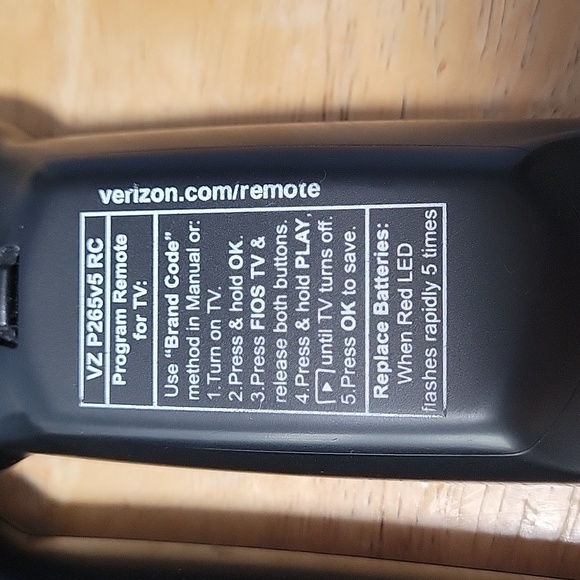 verizon.com/remote
VZ P265v5 RC
Program Remote
for TV:
Use "Brand Code"
method in Manual or:
1.Turn on TV.
2.Press & hold OK.
3.Press FIOS TV &
release both buttons.
4.Press & hold PLAY,
until TV turns off.
5.Press OK to save.
Replace Batteries:
When Red LED
flashes rapidly 5 times